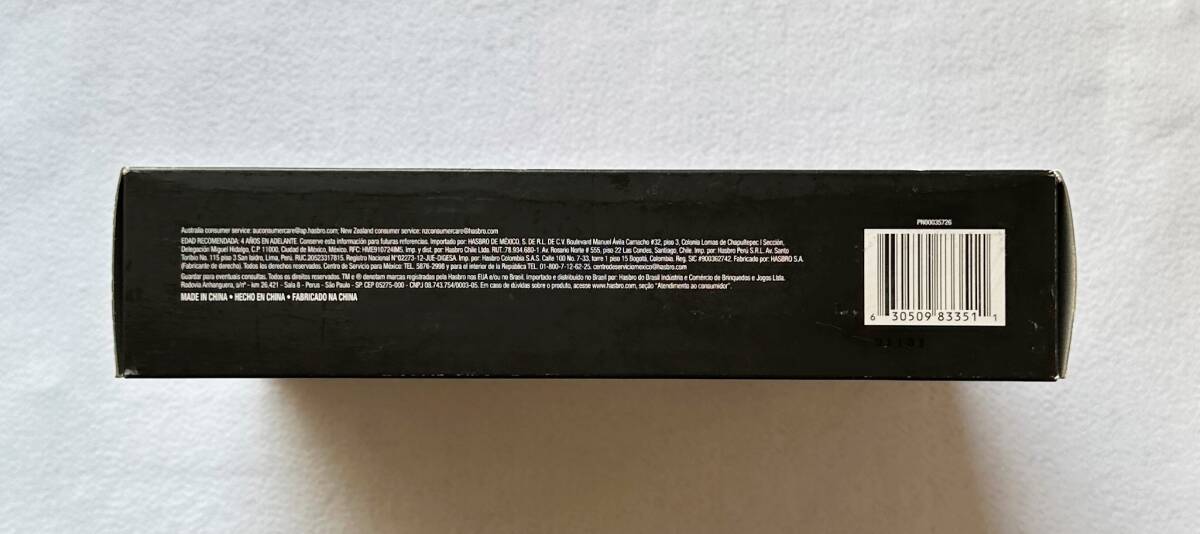 PN00035726
Australia consumer service: auconsumercare@ap.hasbro.com; New Zealand consumer service: nzconsumercare@hasbro.com
EDAD RECOMENDADA: 4 AÑOS EN ADELANTE. Conserve esta información para futuras referencias. Importado por: HASBRO DE MÉXICO, S. DE R.L. DE C.V. Boulevard Manuel Ávila Camacho #32, piso 3, Colonia Lomas de Chapultepec I Sección,
Delegación Miguel Hidalgo, C.P. 11000, Ciudad de México, México. RFC: HME910724IM5. Imp. y dist. por: Hasbro Chile Ltda. RUT. 78.934.680-1 Av. Rosario Norte # 555, piso 22 Las Condes, Santiago, Chile. Imp. y dist. por: Hasbro Perú S.R.L. Av. Santo
Toribio No. 115 piso 3 San Isidro, Lima, Perú. RUC.20523317815. Registro Nacional N°02273-12-JUE-DIGESA. Imp. por: Hasbro Colombia S.A.S. Calle 100 No. 7-33. torre 1 piso 15 Bogotá, Colombia. Reg. SIC #900362742. Fabricado por: HASBRO S.A.
(Fabricante de derecho). Todos los derechos reservados. Centro de Servicio para México: TEL. 5876-2998 y para el interior de la República TEL. 01-800-7-12-62-25. centrodeserviciomexico@hasbro.com
Guardar para eventuais consultas. Todos os direitos reservados. TM e ® denotam marcas registradas pela Hasbro nos EUA e/ou no Brasil. Importado e distribuído no Brasil por: Hasbro do Brasil Indústria e Comércio de Brinquedos e Jogos Ltda.
Rodovia Anhanguera, s/nº - km 26,421 - Sala 8 - Perus - São Paulo - SP CEP 05275-000 - CNPJ 08.743.754/0003-05. Em caso de dúvidas sobre o produto, acesse www.hasbro.com, seção "Atendimento ao consumidor".
MADE IN CHINA • HECHO EN CHINA • FABRICADO NA CHINA
6 30509 83351 1